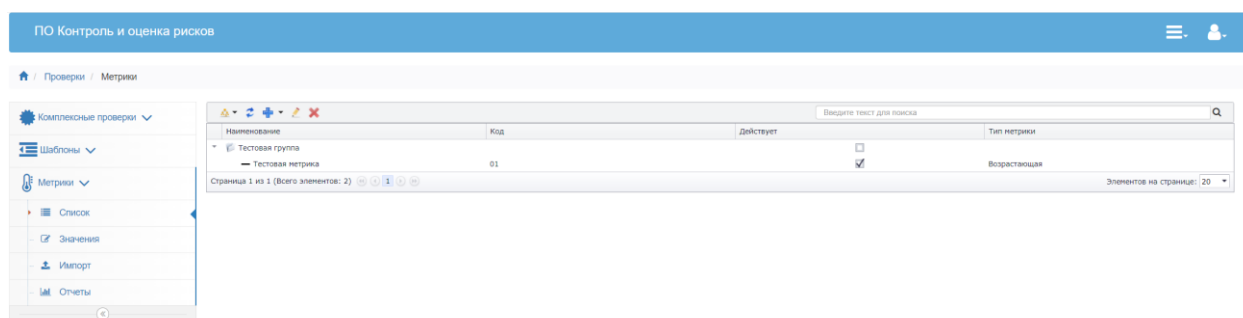 ПО Контроль и оценка рисков
/ Проверки / Метрики
Комплексные проверки
Шаблоны
Метрики
Список
Значения
Импорт
Отчеты
Введите текст для поиска
Наименование Код Действует Тип метрики
Тестовая группа
Тестовая метрика 01 Возрастающая
Страница 1 из 1 (Всего элементов: 2) 1 Элементов на странице: 20